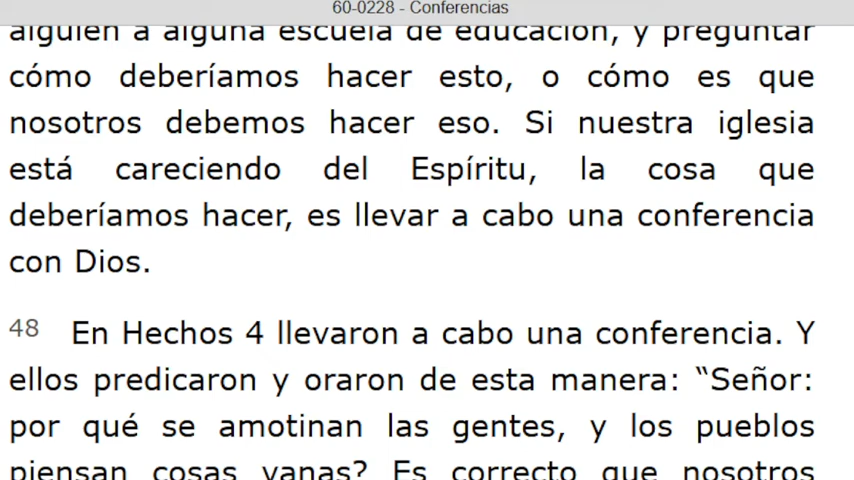 60-0228 - Conferencias
alguien a alguna escuela de educación, y preguntar
cómo deberíamos hacer esto, o cómo es que
nosotros debemos hacer eso. Si nuestra iglesia
está careciendo del Espíritu, la cosa que
deberíamos hacer, es llevar a cabo una conferencia
con Dios.
48 En Hechos 4 llevaron a cabo una conferencia. Y
ellos predicaron y oraron de esta manera: “Señor:
por qué se amotinan las gentes, y los pueblos
piensan cosas vanas? Es correcto que nosotros